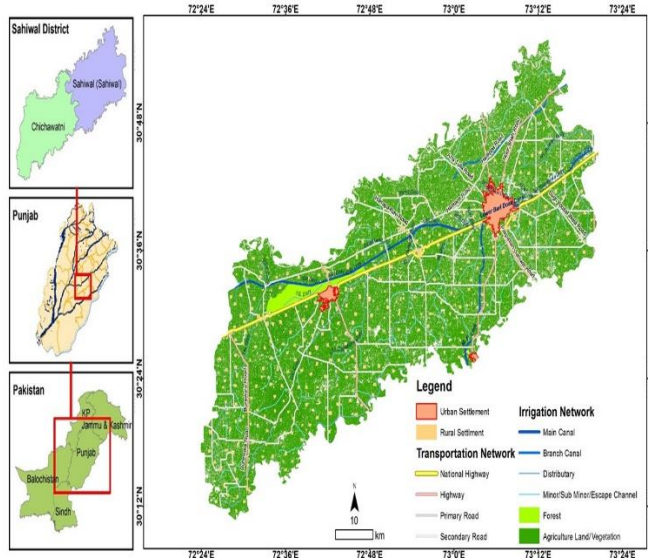 Sahiwal District
Sahiwal (Sahiwal)
Chichawatni
Punjab
Pakistan
KP
Jammu & Kashmir
Punjab
Balochistan
Sindh
72°24'E 72°36'E 72°48'E 73°0'E 73°12'E 73°24'E
30°48'N
30°36'N
30°24'N
30°12'N
Legend
Urban Settlement
Rural Settlment
Transportation Network
National Highway
Highway
Primary Road
Secondary Road
Irrigation Network
Main Canal
Branch Canal
Distributary
Minor/Sub Minor/Escape Channel
Forest
Agriculture Land/Vegetation
N
10
km
72°24'E 72°36'E 72°48'E 73°0'E 73°12'E 73°24'E